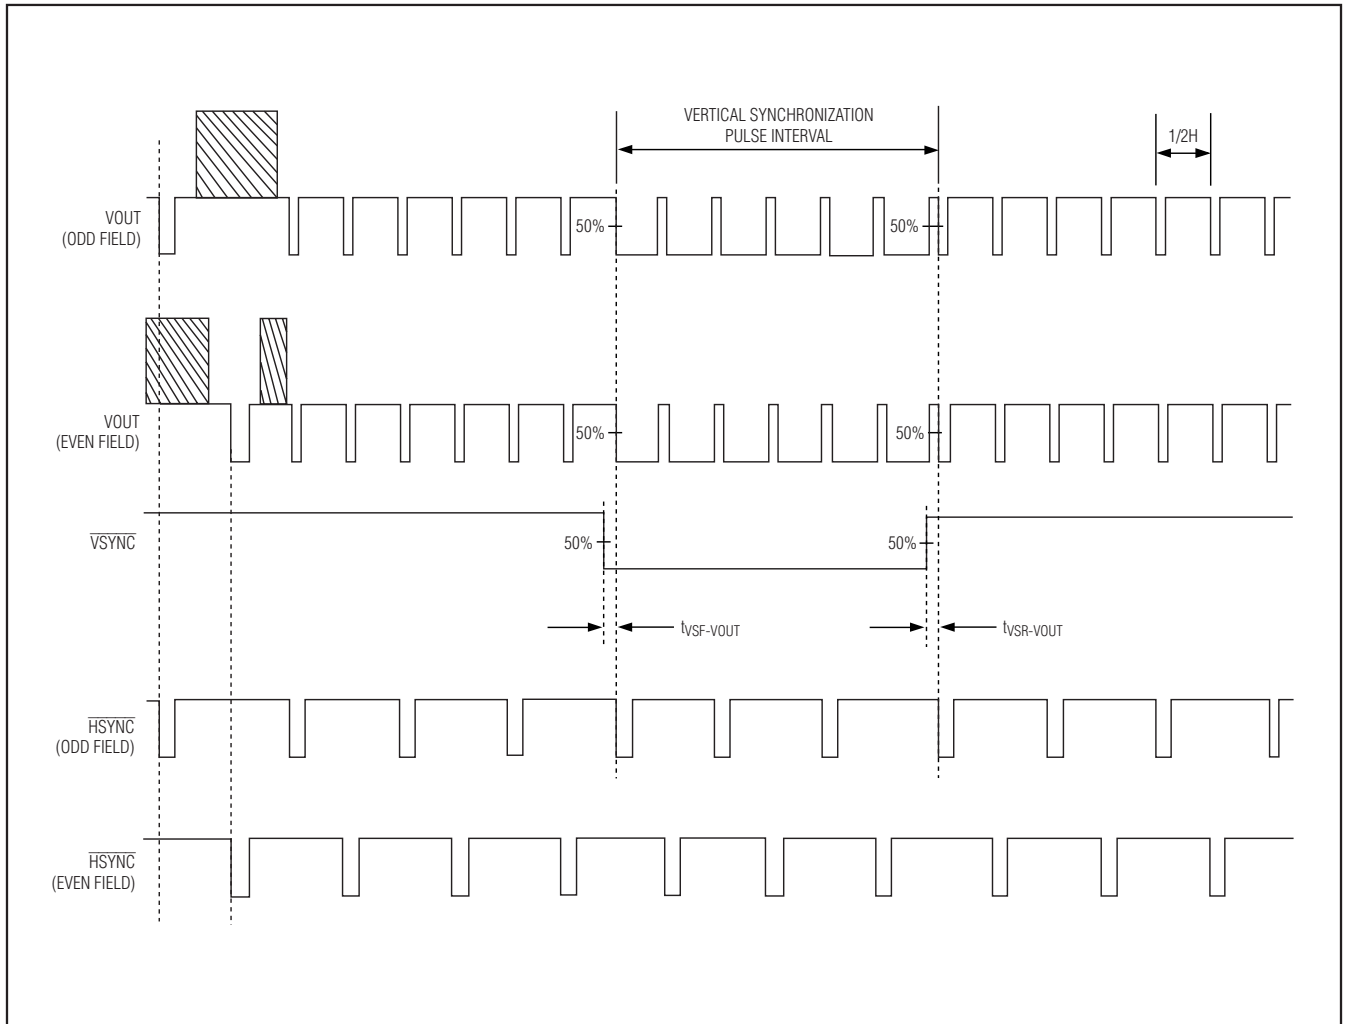 VERTICAL SYNCHRONIZATION
PULSE INTERVAL
1/2H
VOUT
(ODD FIELD)
50%
50%
VOUT
(EVEN FIELD)
50%
50%
VSYNC
50%
50%
tVSF-VOUT
tVSR-VOUT
HSYNC
(ODD FIELD)
HSYNC
(EVEN FIELD)